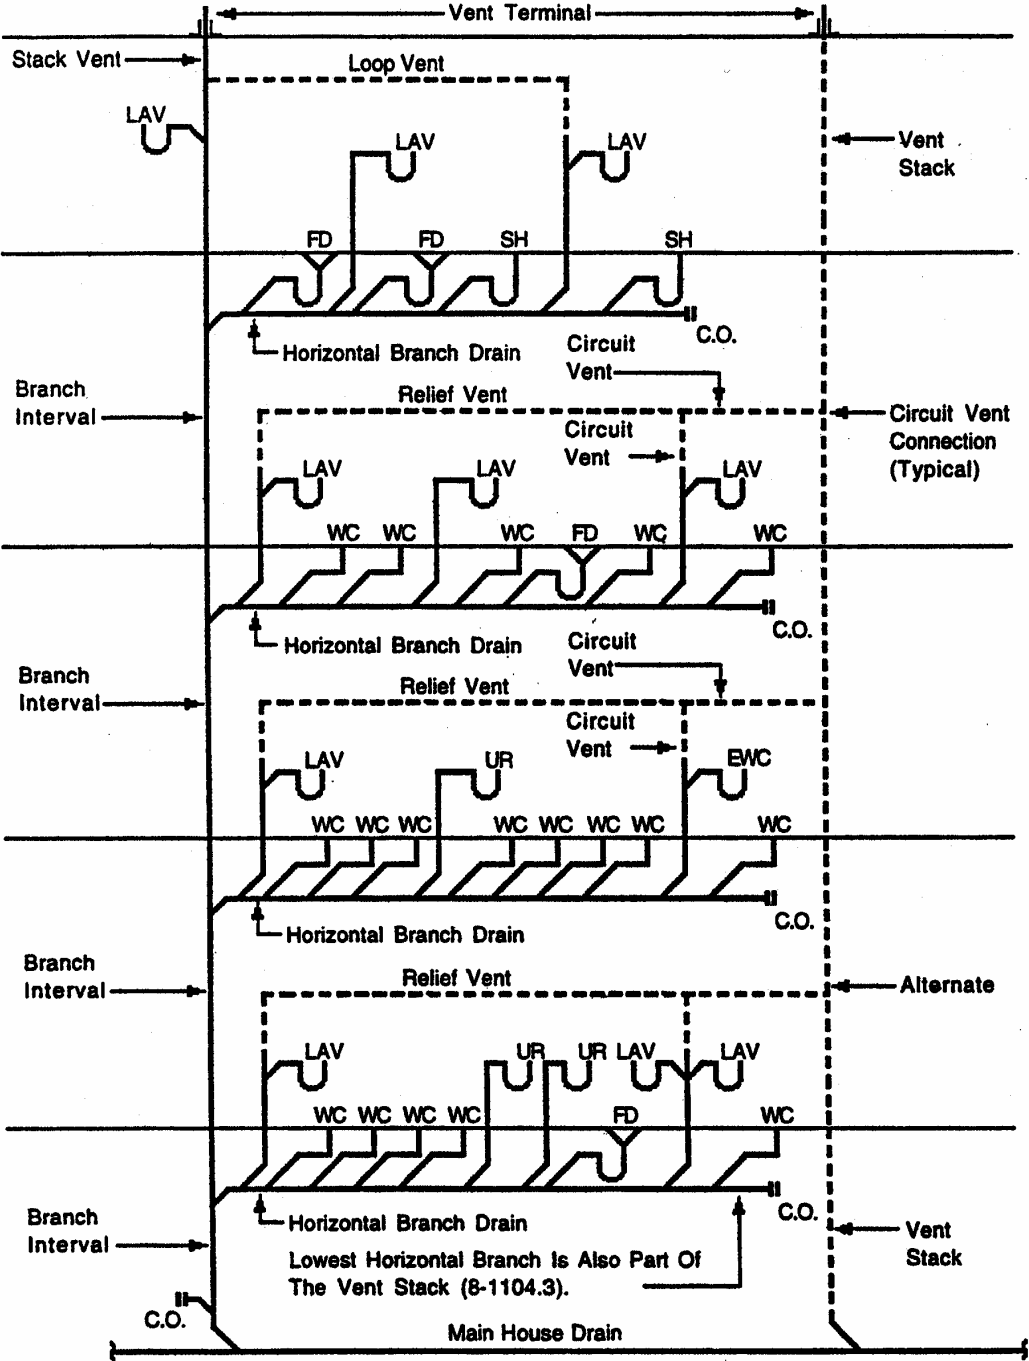 Vent Terminal
Stack Vent
Loop Vent
LAV
LAV
LAV
Vent
Stack
FD
FD
SH
SH
C.O.
Horizontal Branch Drain
Circuit
Vent
Branch
Interval
Relief Vent
Circuit
Vent
Circuit Vent
Connection
(Typical)
LAV
LAV
LAV
WC
WC
WC
FD
WC
WC
C.O.
Horizontal Branch Drain
Circuit
Vent
Branch
Interval
Relief Vent
Circuit
Vent
LAV
UR
EWC
WC
WC
WC
WC
WC
WC
WC
WC
C.O.
Horizontal Branch Drain
Branch
Interval
Relief Vent
Alternate
LAV
UR
UR
LAV
LAV
WC
WC
WC
WC
FD
WC
C.O.
Horizontal Branch Drain
Branch
Interval
Vent
Stack
Lowest Horizontal Branch Is Also Part Of
The Vent Stack (8-1104.3).
C.O.
Main House Drain